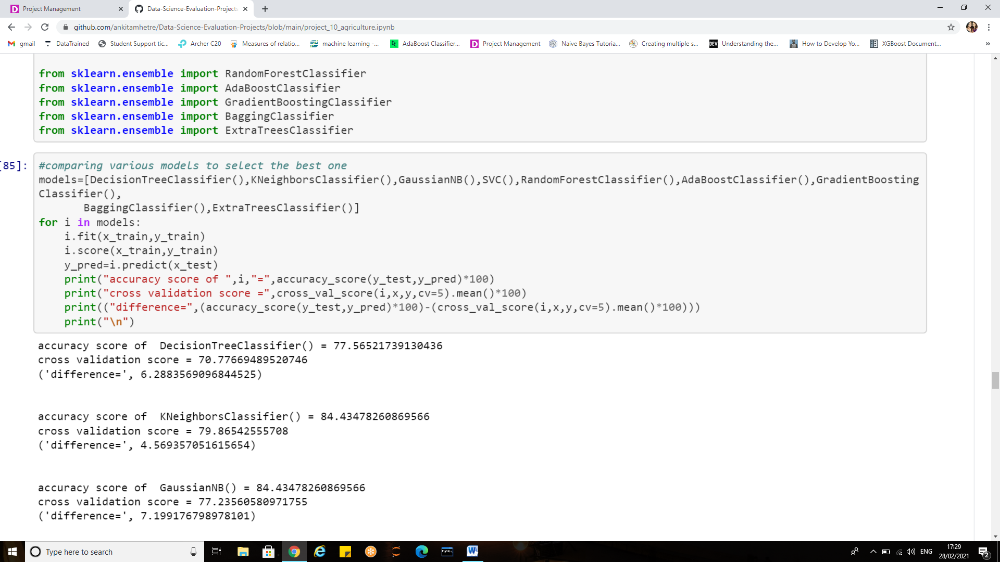 Project Management
Data-Science-Evaluation-Projects
github.com/ankitamhetre/Data-Science-Evaluation-Projects/blob/main/project_10_agriculture.ipynb
gmail DataTrained Student Support tic... Archer C20 Measures of relatio... machine learning -... AdaBoost Classifier... Project Management Naive Bayes Tutoria... Creating multiple s... DEV Understanding the... How to Develop Yo... XGBoost Document... »
from sklearn.ensemble import RandomForestClassifier
from sklearn.ensemble import AdaBoostClassifier
from sklearn.ensemble import GradientBoostingClassifier
from sklearn.ensemble import BaggingClassifier
from sklearn.ensemble import ExtraTreesClassifier
[85]: #comparing various models to select the best one
models=[DecisionTreeClassifier(),KNeighborsClassifier(),GaussianNB(),SVC(),RandomForestClassifier(),AdaBoostClassifier(),GradientBoosting
Classifier(),
BaggingClassifier(),ExtraTreesClassifier()]
for i in models:
i.fit(x_train,y_train)
i.score(x_train,y_train)
y_pred=i.predict(x_test)
print("accuracy score of ",i,"=",accuracy_score(y_test,y_pred)*100)
print("cross validation score =",cross_val_score(i,x,y,cv=5).mean()*100)
print(("difference=",(accuracy_score(y_test,y_pred)*100)-(cross_val_score(i,x,y,cv=5).mean()*100)))
print("\n")
accuracy score of  DecisionTreeClassifier() = 77.56521739130436
cross validation score = 70.77669489520746
('difference=', 6.2883569096844525)
accuracy score of  KNeighborsClassifier() = 84.43478260869566
cross validation score = 79.86542555708
('difference=', 4.569357051615654)
accuracy score of  GaussianNB() = 84.43478260869566
cross validation score = 77.23560580971755
('difference=', 7.199176798978101)
Type here to search
MySQL
ENG
17:29
28/02/2021
2